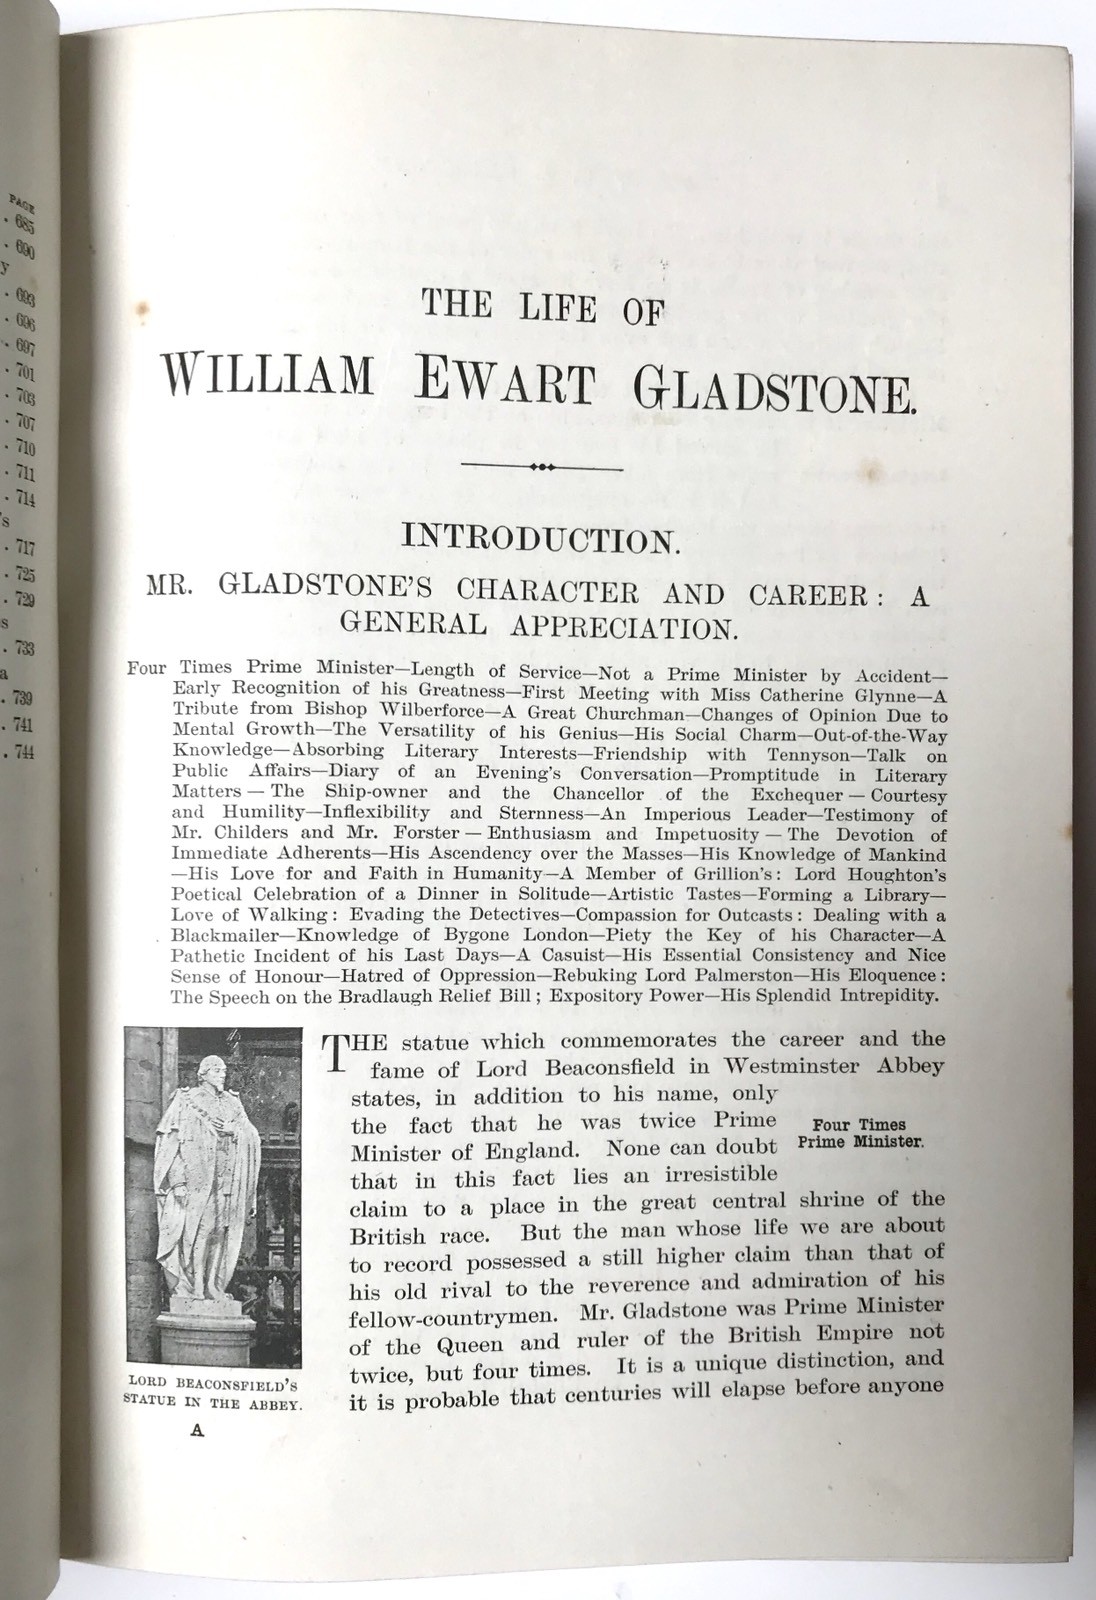 PAGE
. 685
. 690
y
. 693
. 696
. 697
. 701
. 703
. 707
. 710
. 711
. 714
's
. 717
. 725
. 729
s
. 733
a
. 739
. 741
. 744
THE LIFE OF
WILLIAM EWART GLADSTONE.
INTRODUCTION.
MR. GLADSTONE'S CHARACTER AND CAREER: A
GENERAL APPRECIATION.
Four Times Prime Minister—Length of Service—Not a Prime Minister by Accident—
Early Recognition of his Greatness—First Meeting with Miss Catherine Glynne—A
Tribute from Bishop Wilberforce—A Great Churchman—Changes of Opinion Due to
Mental Growth—The Versatility of his Genius—His Social Charm—Out-of-the-Way
Knowledge—Absorbing Literary Interests—Friendship with Tennyson—Talk on
Public Affairs—Diary of an Evening's Conversation—Promptitude in Literary
Matters — The Ship-owner and the Chancellor of the Exchequer — Courtesy
and Humility—Inflexibility and Sternness—An Imperious Leader—Testimony of
Mr. Childers and Mr. Forster — Enthusiasm and Impetuosity — The Devotion of
Immediate Adherents—His Ascendency over the Masses—His Knowledge of Mankind
—His Love for and Faith in Humanity—A Member of Grillion's: Lord Houghton's
Poetical Celebration of a Dinner in Solitude—Artistic Tastes—Forming a Library—
Love of Walking: Evading the Detectives—Compassion for Outcasts: Dealing with a
Blackmailer—Knowledge of Bygone London—Piety the Key of his Character—A
Pathetic Incident of his Last Days—A Casuist—His Essential Consistency and Nice
Sense of Honour—Hatred of Oppression—Rebuking Lord Palmerston—His Eloquence:
The Speech on the Bradlaugh Relief Bill; Expository Power—His Splendid Intrepidity.
THE statue which commemorates the career and the
fame of Lord Beaconsfield in Westminster Abbey
states, in addition to his name, only
the fact that he was twice Prime
Minister of England. None can doubt
that in this fact lies an irresistible
Four Times
Prime Minister.
claim to a place in the great central shrine of the
British race. But the man whose life we are about
to record possessed a still higher claim than that of
his old rival to the reverence and admiration of his
fellow-countrymen. Mr. Gladstone was Prime Minister
of the Queen and ruler of the British Empire not
twice, but four times. It is a unique distinction, and
it is probable that centuries will elapse before anyone
LORD BEACONSFIELD'S
STATUE IN THE ABBEY.
A